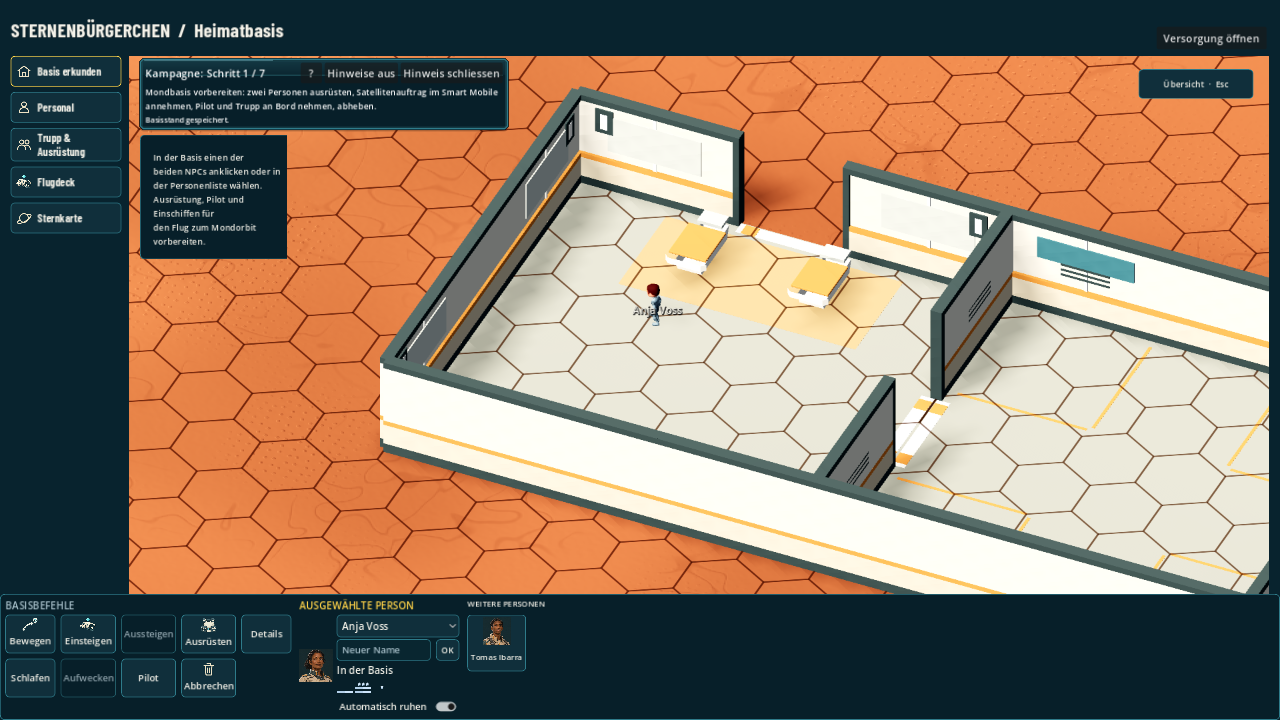 STERNENBÜRGERCHEN / Heimatbasis
Versorgung öffnen
Basis erkunden
Personal
Trupp &
Ausrüstung
Flugdeck
Sternkarte
Kampagne: Schritt 1 / 7
? Hinweise aus Hinweis schliessen
Mondbasis vorbereiten: zwei Personen ausrüsten, Satellitenauftrag im Smart Mobile
annehmen, Pilot und Trupp an Bord nehmen, abheben.
Basisstand gespeichert.
In der Basis einen der
beiden NPCs anklicken oder in
der Personenliste wählen.
Ausrüstung, Pilot und
Einschiffen für
den Flug zum Mondorbit
vorbereiten.
Übersicht · Esc
Anja Voss
BASISBEFEHLE
Bewegen
Einsteigen
Aussteigen
Ausrüsten
Details
Schlafen
Aufwecken
Pilot
Abbrechen
AUSGEWÄHLTE PERSON
Anja Voss
Neuer Name
OK
In der Basis
Automatisch ruhen
WEITERE PERSONEN
Tomas Ibarra